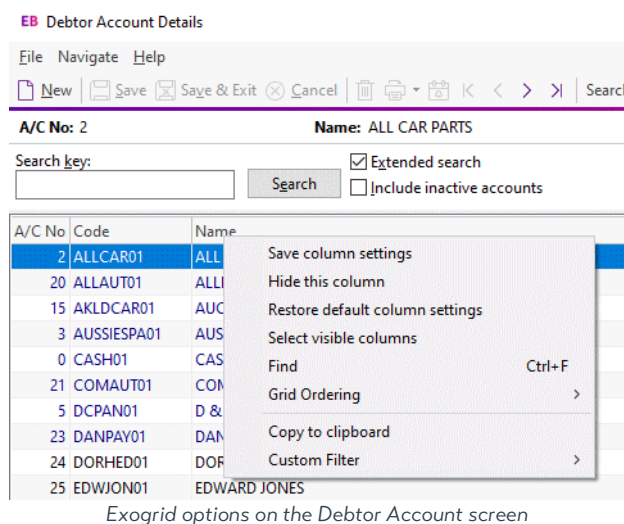 EB Debtor Account Details
File Navigate Help
New Save Save & Exit Cancel Search
A/C No: 2 Name: ALL CAR PARTS
Search key: Extended search
Search Include inactive accounts
A/C No Code Name
2 ALLCAR01 ALL Save column settings
20 ALLAUT01 ALL Hide this column
15 AKLDCAR01 AUC Restore default column settings
3 AUSSIESPA01 AUS Select visible columns
0 CASH01 CAS Find Ctrl+F
21 COMAUT01 COM Grid Ordering
5 DCPAN01 D &
23 DANPAY01 DAN Copy to clipboard
24 DORHED01 DOR Custom Filter
25 EDWJON01 EDWARD JONES
Exogrid options on the Debtor Account screen